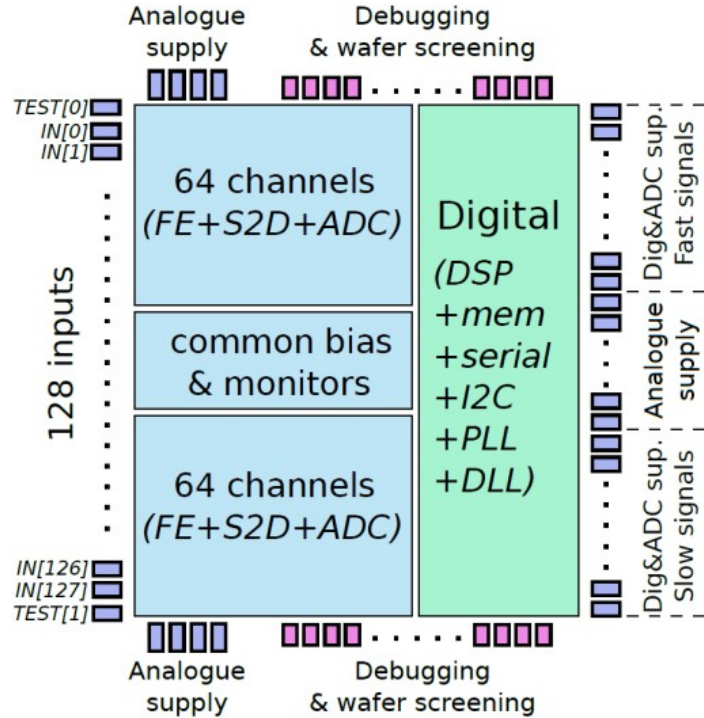 Analogue
supply
Debugging
& wafer screening
TEST[0]
IN[0]
IN[1]
128 inputs
IN[126]
IN[127]
TEST[1]
64 channels
(FE+S2D+ADC)
common bias
& monitors
64 channels
(FE+S2D+ADC)
Digital
(DSP
+mem
+serial
+I2C
+PLL
+DLL)
Dig&ADC sup.
Fast signals
Analogue
supply
Dig&ADC sup.
Slow signals
Analogue
supply
Debugging
& wafer screening